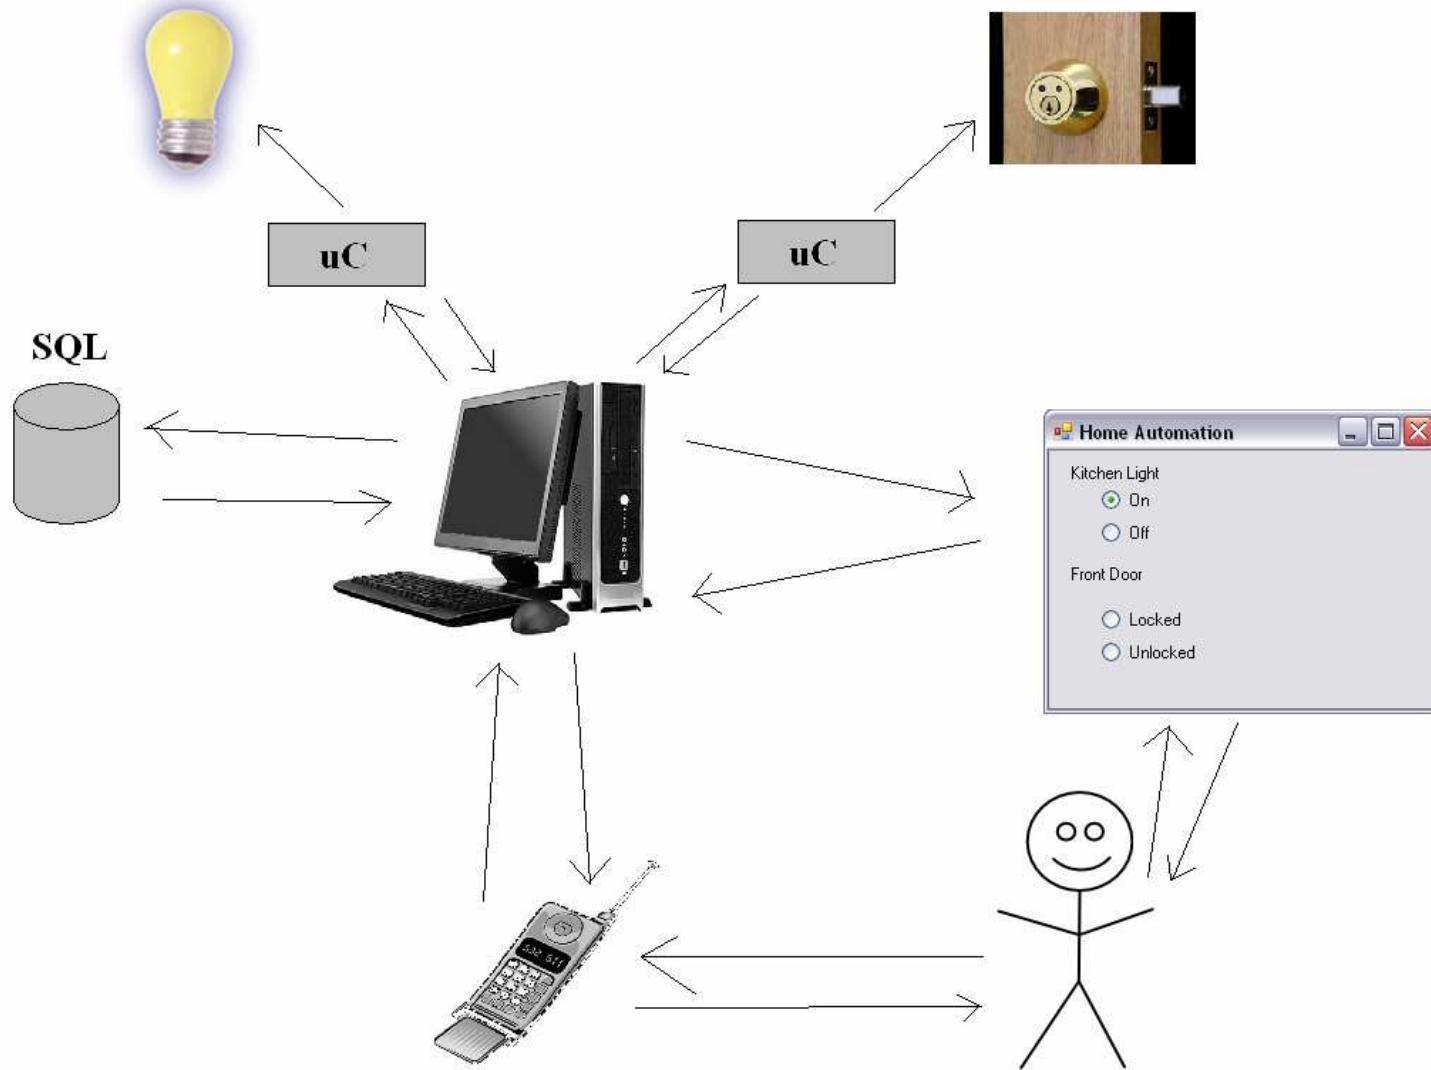 uC
uC
SQL
Home Automation
Kitchen Light
On
Off
Front Door
Locked
Unlocked